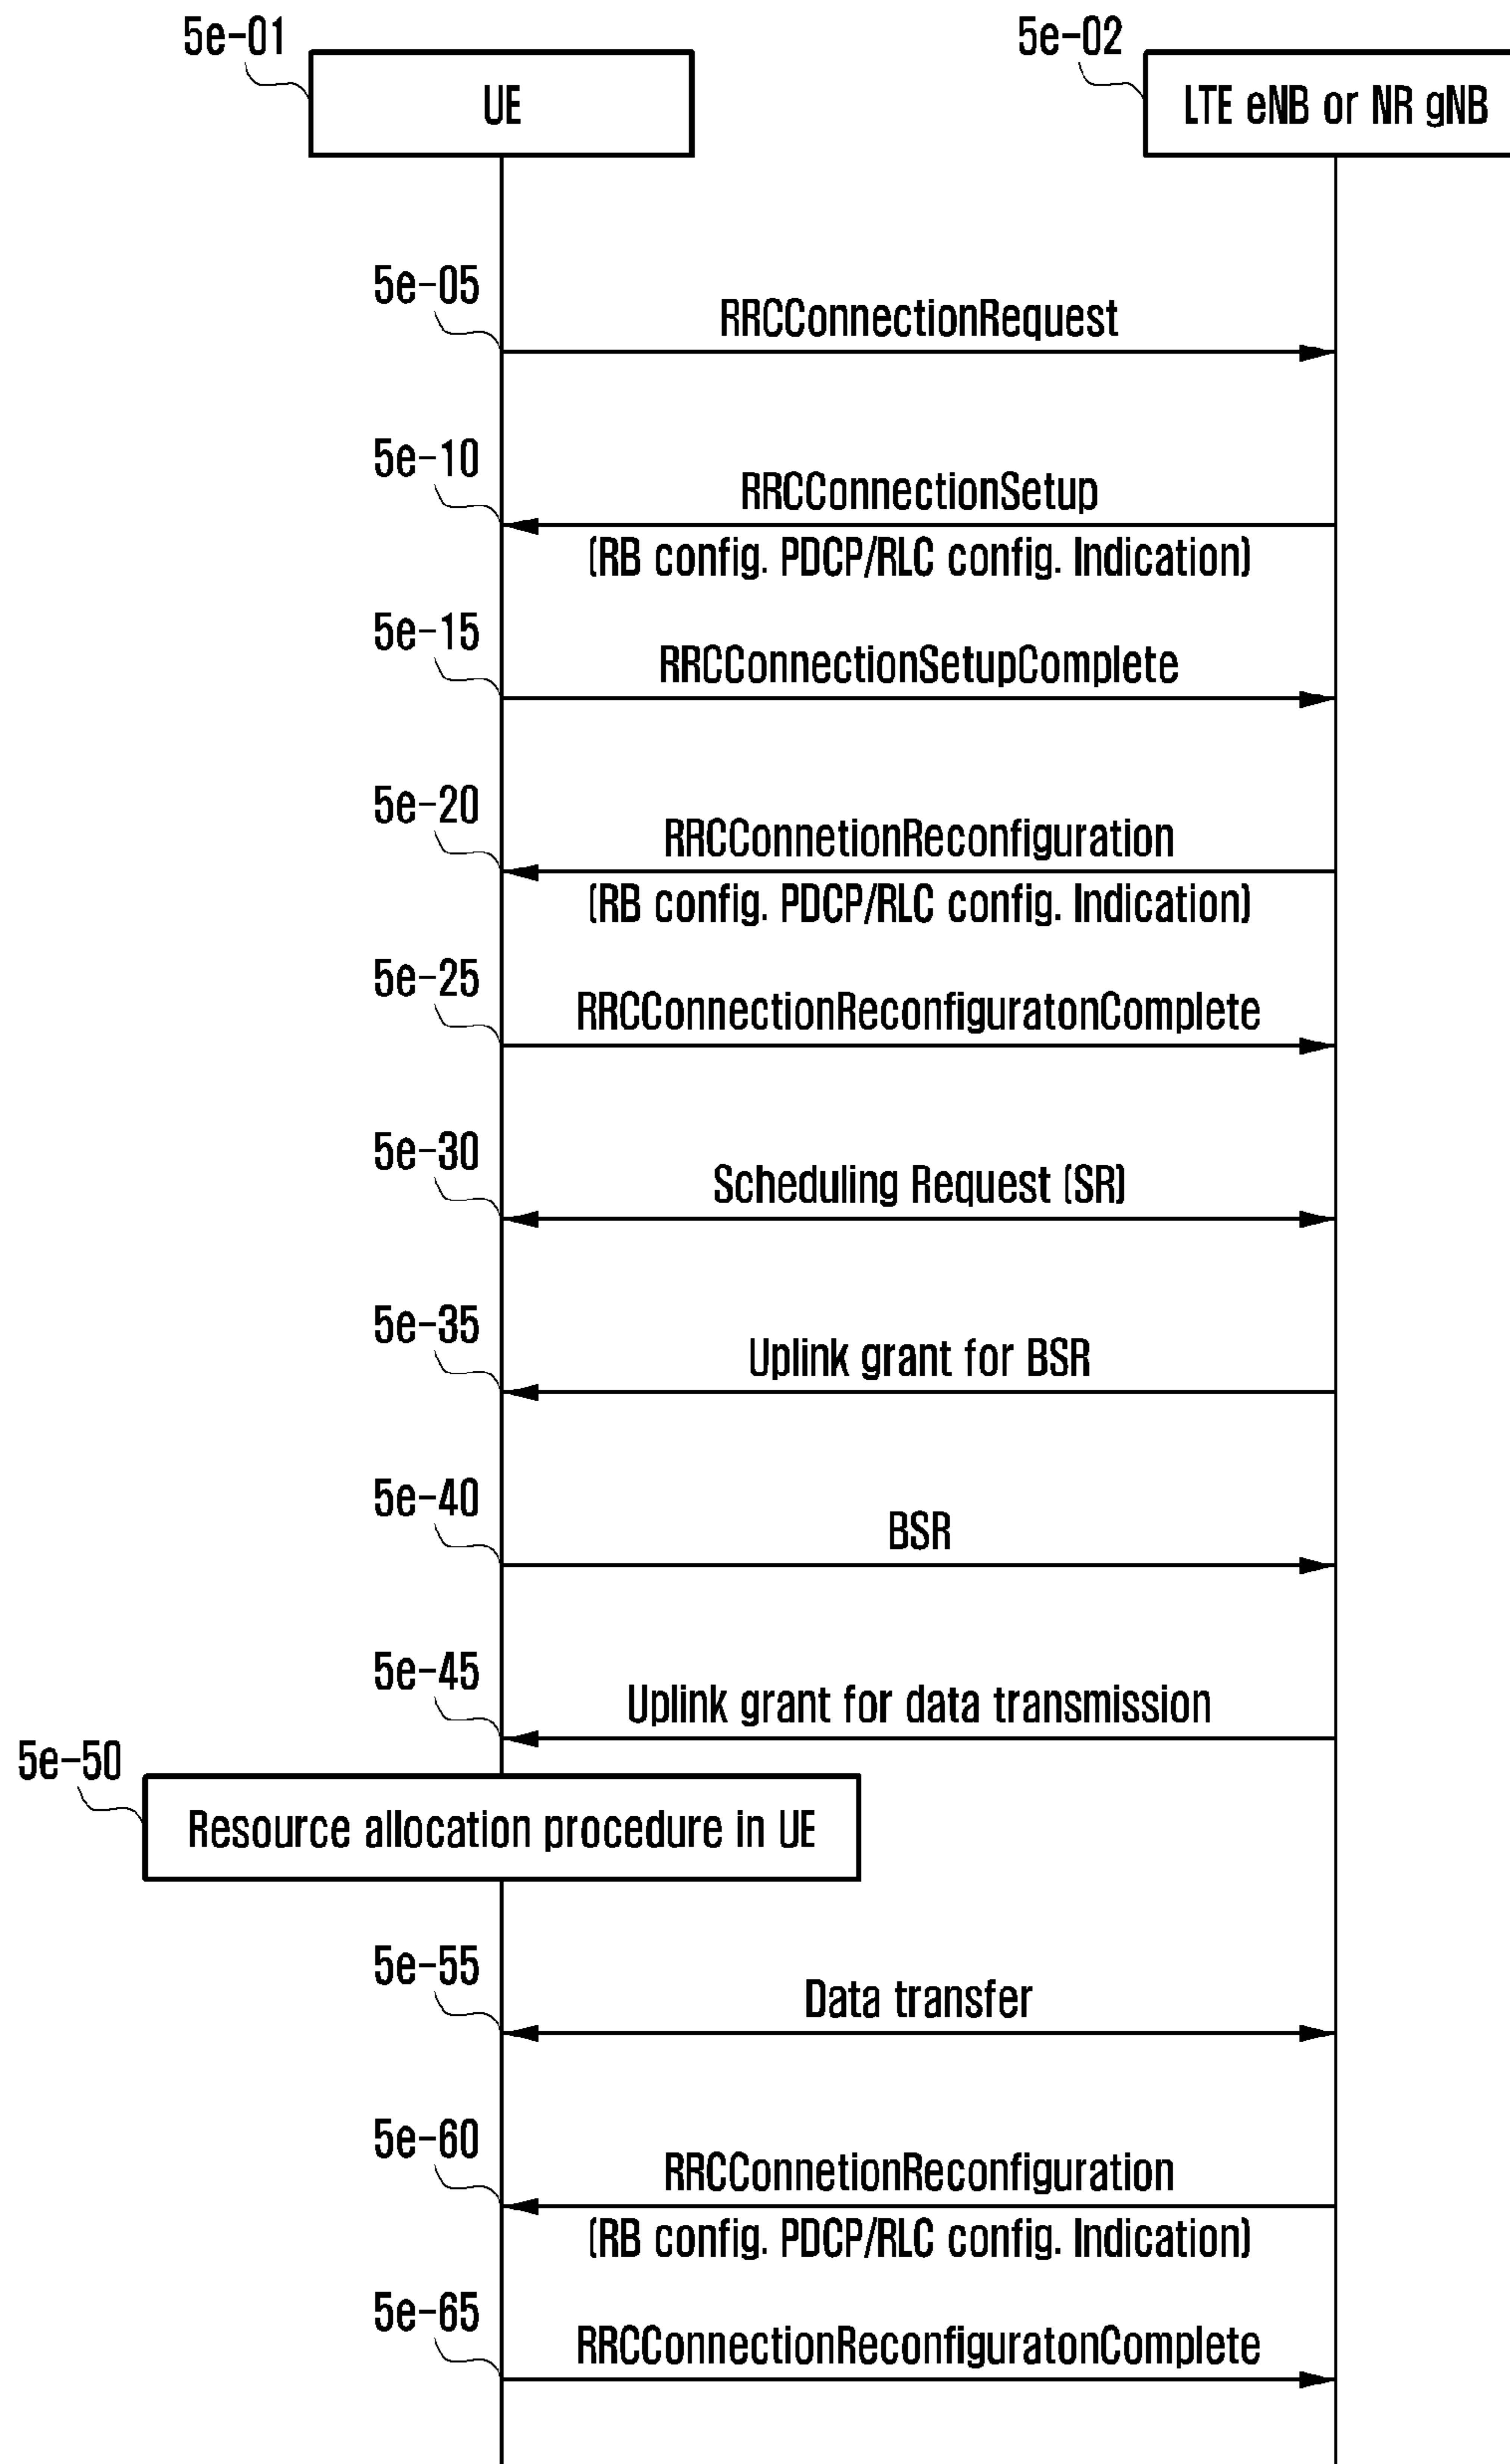 5e-01
UE
5e-02
LTE eNB or NR gNB
5e-05
RRCConnectionRequest
5e-10
RRCConnectionSetup
(RB config. PDCP/RLC config. Indication)
5e-15
RRCConnectionSetupComplete
5e-20
RRCConnetionReconfiguration
(RB config. PDCP/RLC config. Indication)
5e-25
RRCConnectionReconfiguratonComplete
5e-30
Scheduling Request (SR)
5e-35
Uplink grant for BSR
5e-40
BSR
5e-45
Uplink grant for data transmission
5e-50
Resource allocation procedure in UE
5e-55
Data transfer
5e-60
RRCConnetionReconfiguration
(RB config. PDCP/RLC config. Indication)
5e-65
RRCConnectionReconfiguratonComplete